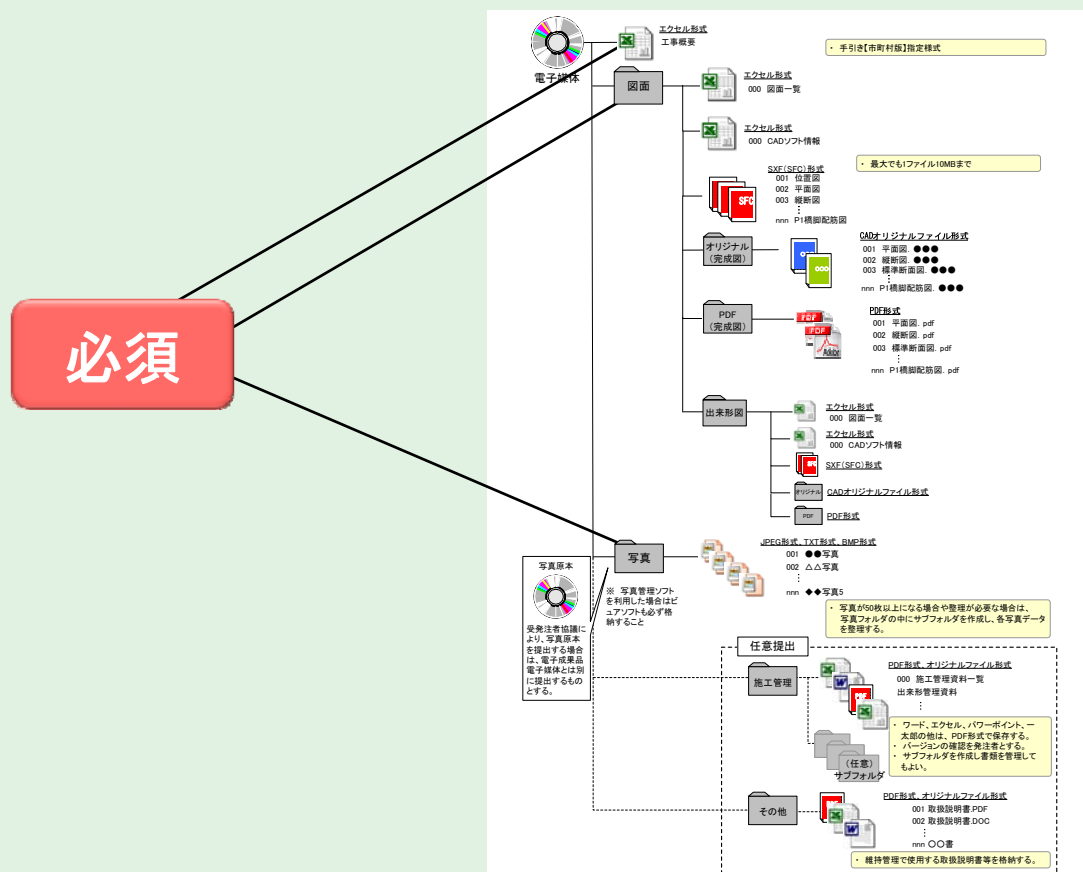 必須
エクセル形式
工事概要
・ 手引き【市町村版】指定様式
電子媒体
図面
エクセル形式
000 図面一覧
エクセル形式
000 CADソフト情報
・ 最大でも1ファイル10MBまで
SXF(SFC)形式
001 位置図
002 平面図
003 縦断図
:
nnn P1橋脚配筋図
SFC
オリジナル
(完成図)
CADオリジナルファイル形式
001 平面図. ●●●
002 縦断図. ●●●
003 標準断面図. ●●●
:
nnn P1橋脚配筋図. ●●●
PDF
(完成図)
PDF
PDF
Adobe
PDF形式
001 平面図. pdf
002 縦断図. pdf
003 標準断面図. pdf
:
nnn P1橋脚配筋図. pdf
出来形図
エクセル形式
000 図面一覧
エクセル形式
000 CADソフト情報
SXF(SFC)形式
オリジナル
CADオリジナルファイル形式
PDF
PDF形式
写真
JPEG形式、TXT形式、BMP形式
001 ●●写真
002 △△写真
:
nnn ◆◆写真5
写真原本
受発注者協議
により、写真原本
を提出する場合
は、電子成果品
電子媒体とは別
に提出するもの
とする。
※ 写真管理ソフト
を利用した場合はビ
ュアソフトも必ず格
納すること
・ 写真が50枚以上になる場合や整理が必要な場合は、
写真フォルダの中にサブフォルダを作成し、各写真データ
を整理する。
任意提出
施工管理
PDF
PDF形式、オリジナルファイル形式
000 施工管理資料一覧
出来形管理資料
:
・ ワード、エクセル、パワーポイント、一
太郎の他は、PDF形式で保存する。
・ バージョンの確認を発注者とする。
・ サブフォルダを作成し書類を管理して
もよい。
(任意)
サブフォルダ
その他
PDF形式、オリジナルファイル形式
001 取扱説明書.PDF
002 取扱説明書.DOC
:
nnn 〇〇書
・ 維持管理で使用する取扱説明書等を格納する。